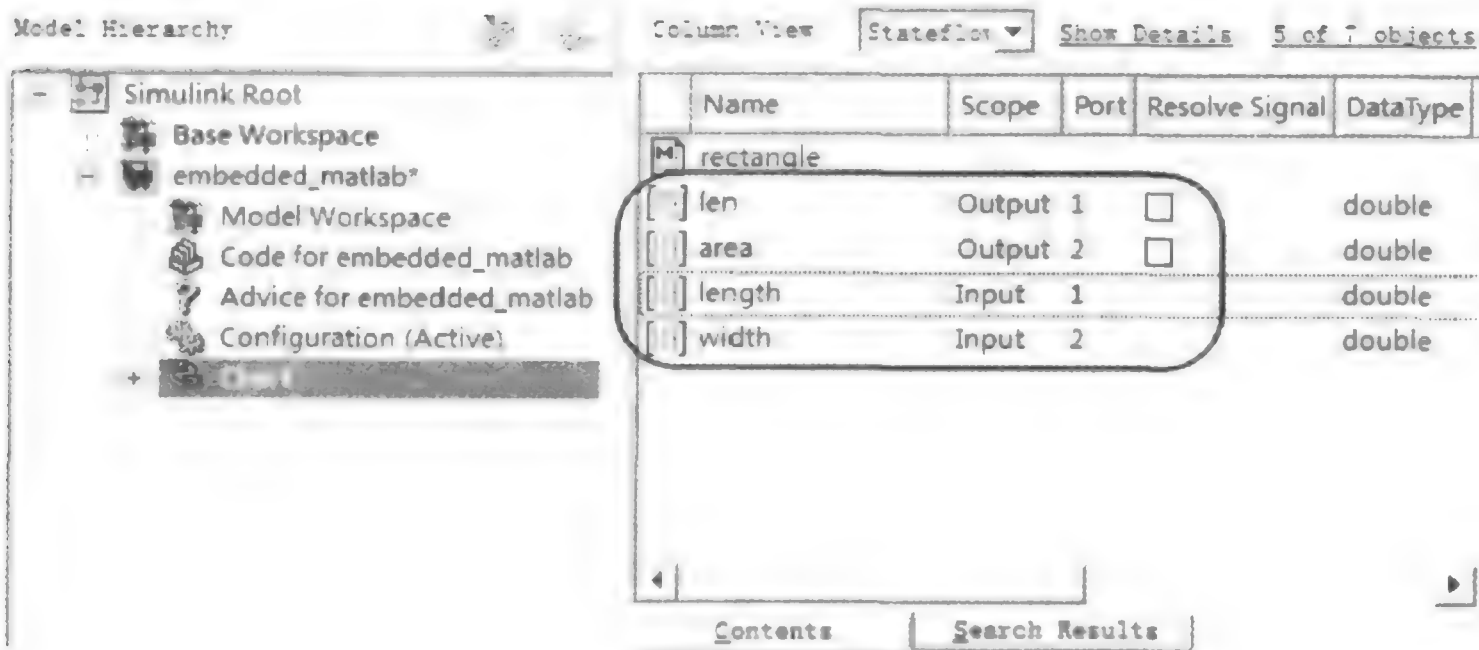 Model Hierarchy
Simulink Root
Base Workspace
embedded_matlab*
Model Workspace
Code for embedded_matlab
Advice for embedded_matlab
Configuration (Active)
Column View Stateflow Show Details 5 of 7 objects
Name Scope Port Resolve Signal DataType
rectangle
len Output 1 double
area Output 2 double
length Input 1 double
width Input 2 double
Contents Search Results